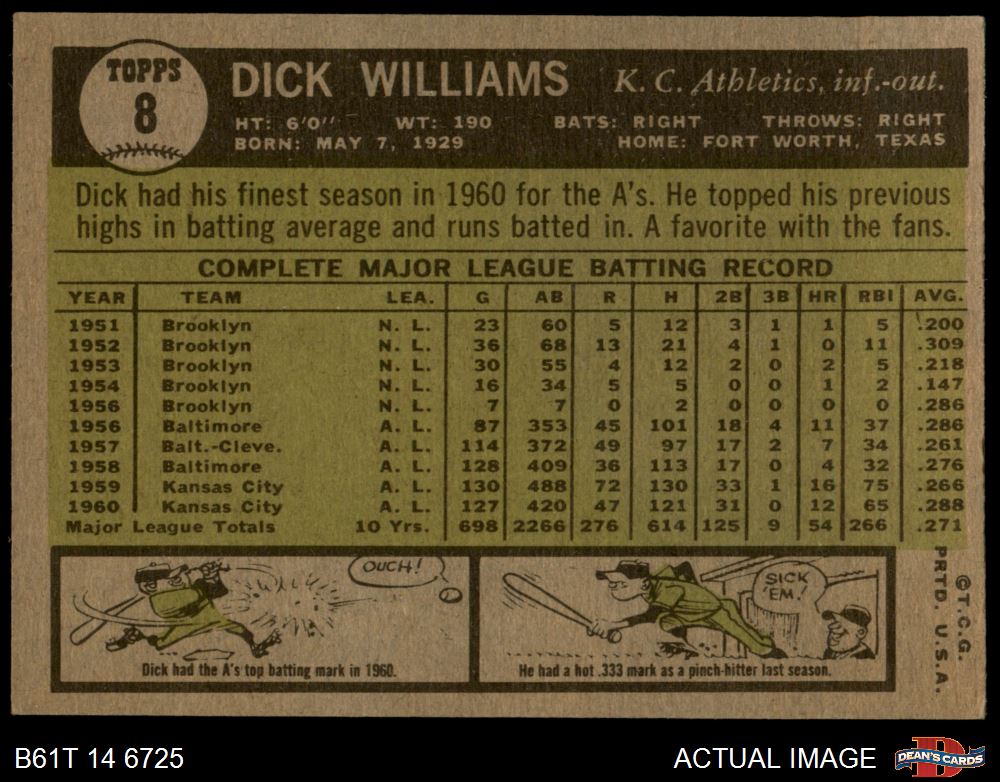 TOPPS
8
DICK WILLIAMS K. C. Athletics, inf.-out.
HT: 6'0" WT: 190 BATS: RIGHT THROWS: RIGHT
BORN: MAY 7, 1929 HOME: FORT WORTH, TEXAS
Dick had his finest season in 1960 for the A's. He topped his previous
highs in batting average and runs batted in. A favorite with the fans.
COMPLETE MAJOR LEAGUE BATTING RECORD
YEAR TEAM LEA. G AB R H 2B 3B HR RBI AVG.
1951 Brooklyn N. L. 23 60 5 12 3 1 1 5 .200
1952 Brooklyn N. L. 36 68 13 21 4 1 0 11 .309
1953 Brooklyn N. L. 30 55 4 12 2 0 2 5 .218
1954 Brooklyn N. L. 16 34 5 5 0 0 1 2 .147
1956 Brooklyn N. L. 7 7 0 2 0 0 0 0 .286
1956 Baltimore A. L. 87 353 45 101 18 4 11 37 .286
1957 Balt.-Cleve. A. L. 114 372 49 97 17 2 7 34 .261
1958 Baltimore A. L. 128 409 36 113 17 0 4 32 .276
1959 Kansas City A. L. 130 488 72 130 33 1 16 75 .266
1960 Kansas City A. L. 127 420 47 121 31 0 12 65 .288
Major League Totals 10 Yrs. 698 2266 276 614 125 9 54 266 .271
OUCH!
Dick had the A's top batting mark in 1960.
SICK
'EM!
He had a hot .333 mark as a pinch-hitter last season.
©T.C.G.
PRTD. U.S.A.
B61T 14 6725
ACTUAL IMAGE
D
DEAN'S CARDS